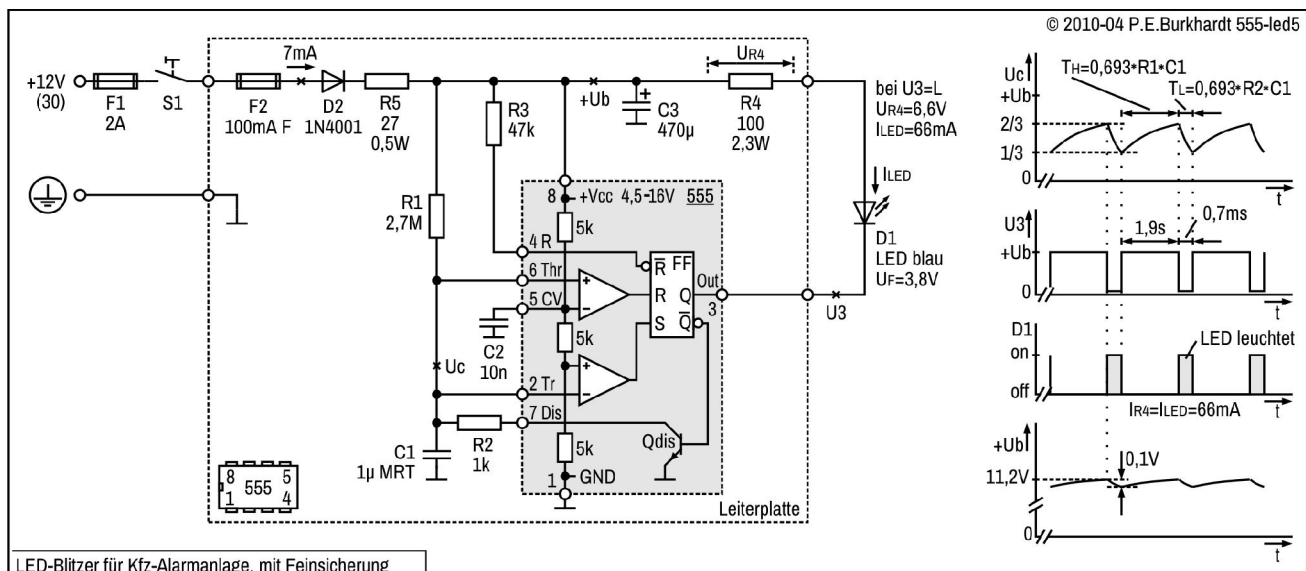 © 2010-04 P.E.Burkhardt 555-led5
+12V
(30)
F1
2A
S1
F2
100mA F
7mA
D2
1N4001
R5
27
0,5W
R3
47k
+Ub
C3
470µ
+
UR4
R4
100
2,3W
bei U3=L
UR4=6,6V
ILED=66mA
ILED
D1
LED blau
UF=3,8V
R1
2,7M
8
+Vcc 4,5-16V 555
5k
4 R
6 Thr
5 CV
+
−
R FF
R Q
S Q
Out
3
U3
C2
10n
5k
Uc
+
−
2 Tr
7 Dis
Qdis
C1
1µ MRT
R2
1k
5k
1
GND
8 5
555
1 4
Leiterplatte
LED-Blitzer für Kfz-Alarmanlage, mit Feinsicherung
TH=0,693*R1*C1
TL=0,693*R2*C1
Uc
+Ub
2/3
1/3
0
t
U3
+Ub
1,9s
0,7ms
0
t
D1
on
off
LED leuchtet
IR4=ILED=66mA
t
+Ub
11,2V
0,1V
0
t